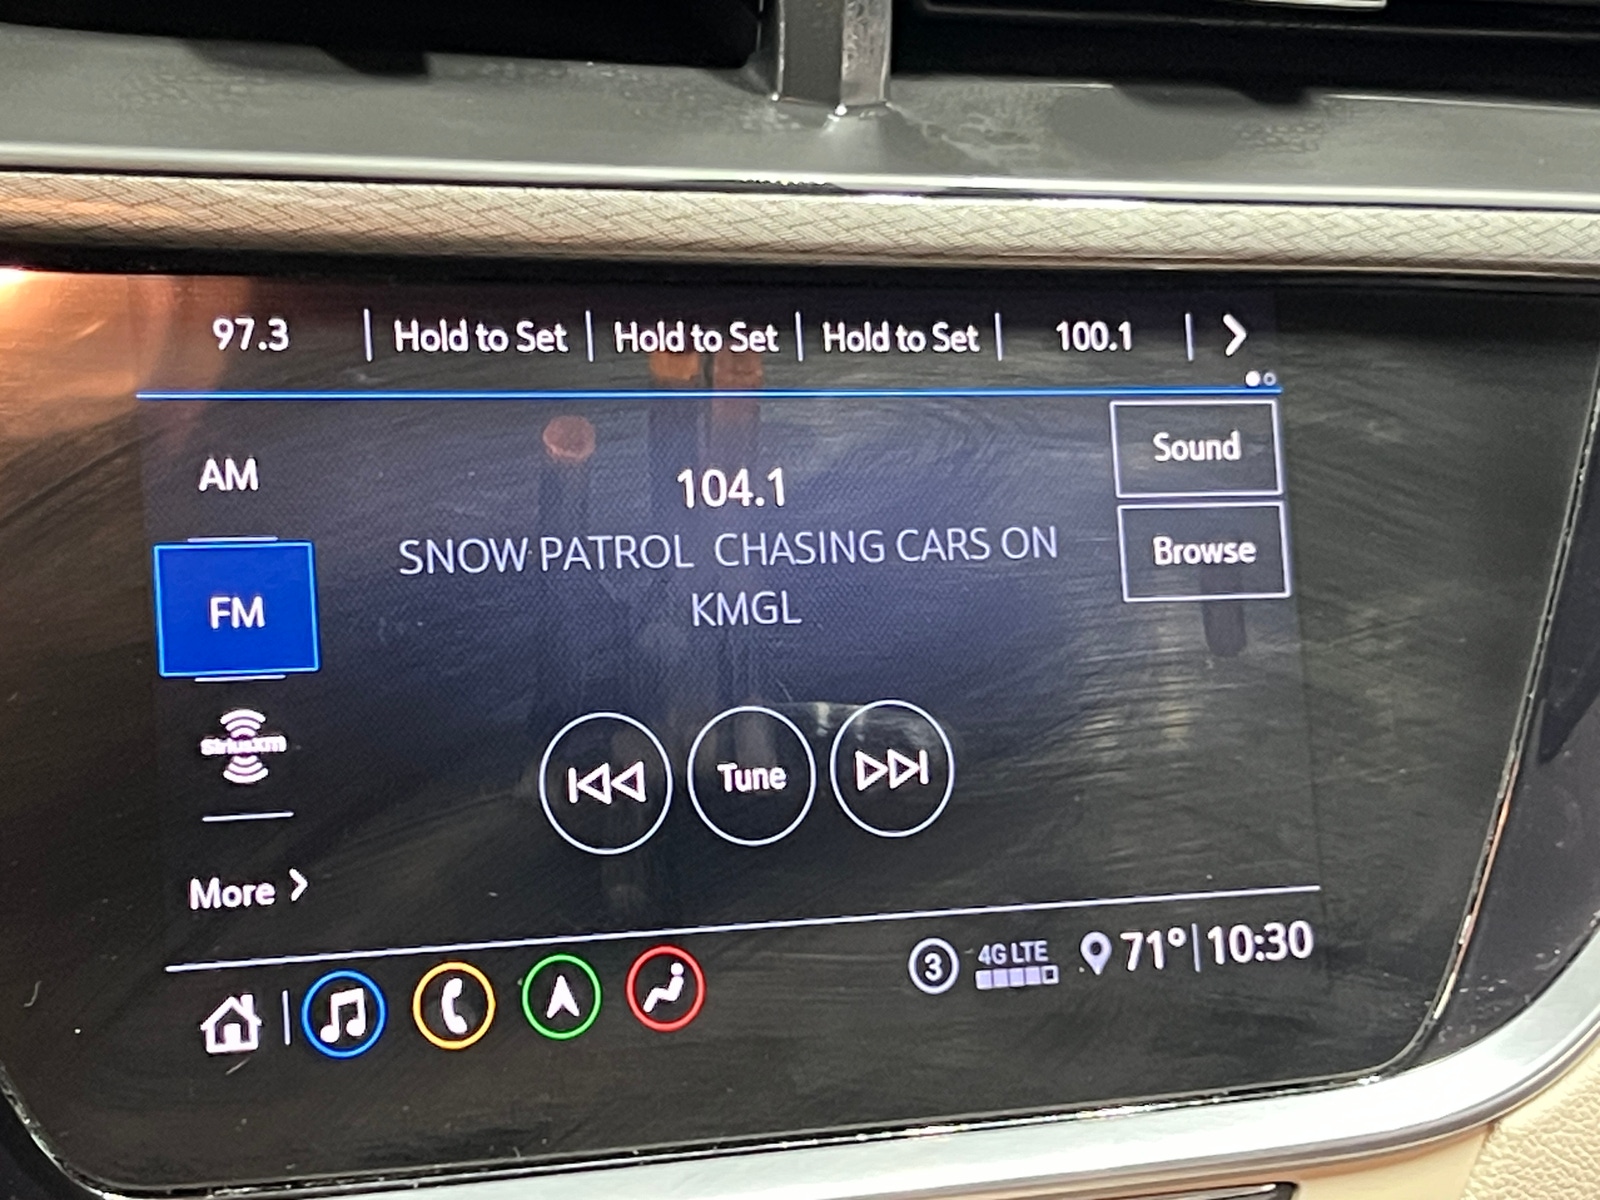 97.3 | Hold to Set | Hold to Set | Hold to Set | 100.1 |
Sound
AM
104.1
SNOW PATROL CHASING CARS ON
KMGL
Browse
FM
SiriusXM
Tune
More
3 4G LTE 71° | 10:30